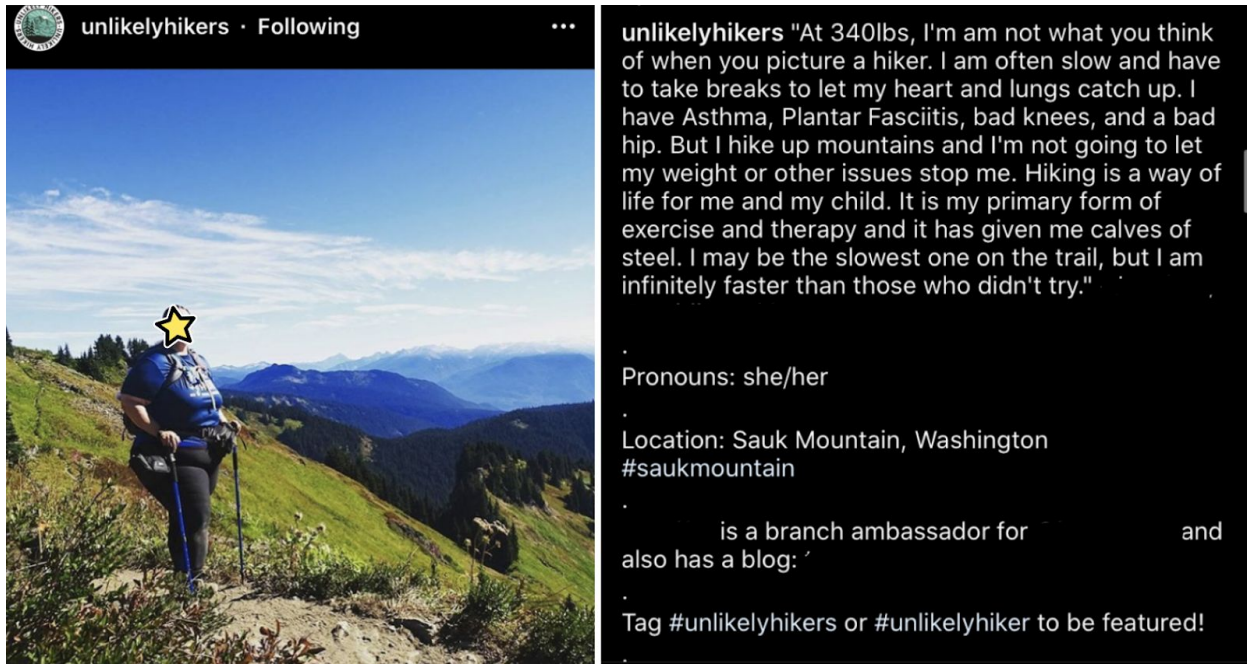 unlikelyhikers · Following
UNLIKELY HIKERS · UNLIKELY HIKERS ·
unlikelyhikers "At 340lbs, I'm am not what you think
of when you picture a hiker. I am often slow and have
to take breaks to let my heart and lungs catch up. I
have Asthma, Plantar Fasciitis, bad knees, and a bad
hip. But I hike up mountains and I'm not going to let
my weight or other issues stop me. Hiking is a way of
life for me and my child. It is my primary form of
exercise and therapy and it has given me calves of
steel. I may be the slowest one on the trail, but I am
infinitely faster than those who didn't try."
.
Pronouns: she/her
.
Location: Sauk Mountain, Washington
#saukmountain
.
is a branch ambassador for and
also has a blog:
.
Tag #unlikelyhikers or #unlikelyhiker to be featured!
.